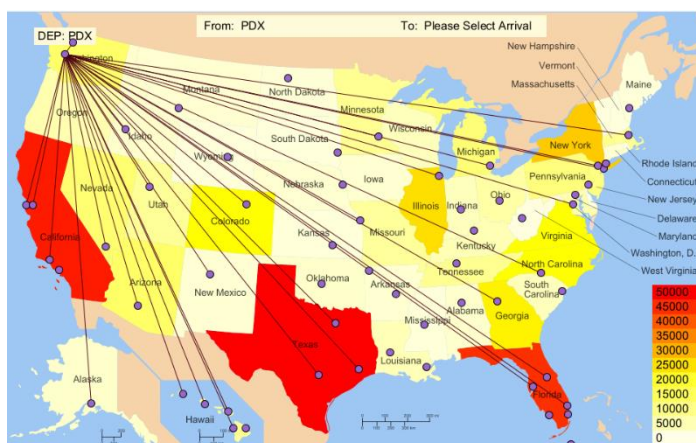 From: PDX To: Please Select Arrival
DEP: PDX
Washington
New Hampshire
Vermont
Massachusetts
Maine
Montana
North Dakota
Minnesota
Oregon
Idaho
Wisconsin
South Dakota
Michigan
New York
Wyoming
Rhode Island
Connecticut
Iowa
Nebraska
Pennsylvania
Nevada
Utah
Illinois
Indiana
Ohio
New Jersey
Colorado
Delaware
Maryland
California
Kansas
Missouri
Kentucky
Virginia
Washington, D.
West Virginia
North Carolina
Tennessee
Arizona
New Mexico
Oklahoma
Arkansas
South
Carolina
Alabama
Georgia
Mississippi
Texas
Louisiana
Alaska
Hawaii
Florida
50000
45000
40000
35000
30000
25000
20000
15000
10000
5000
0